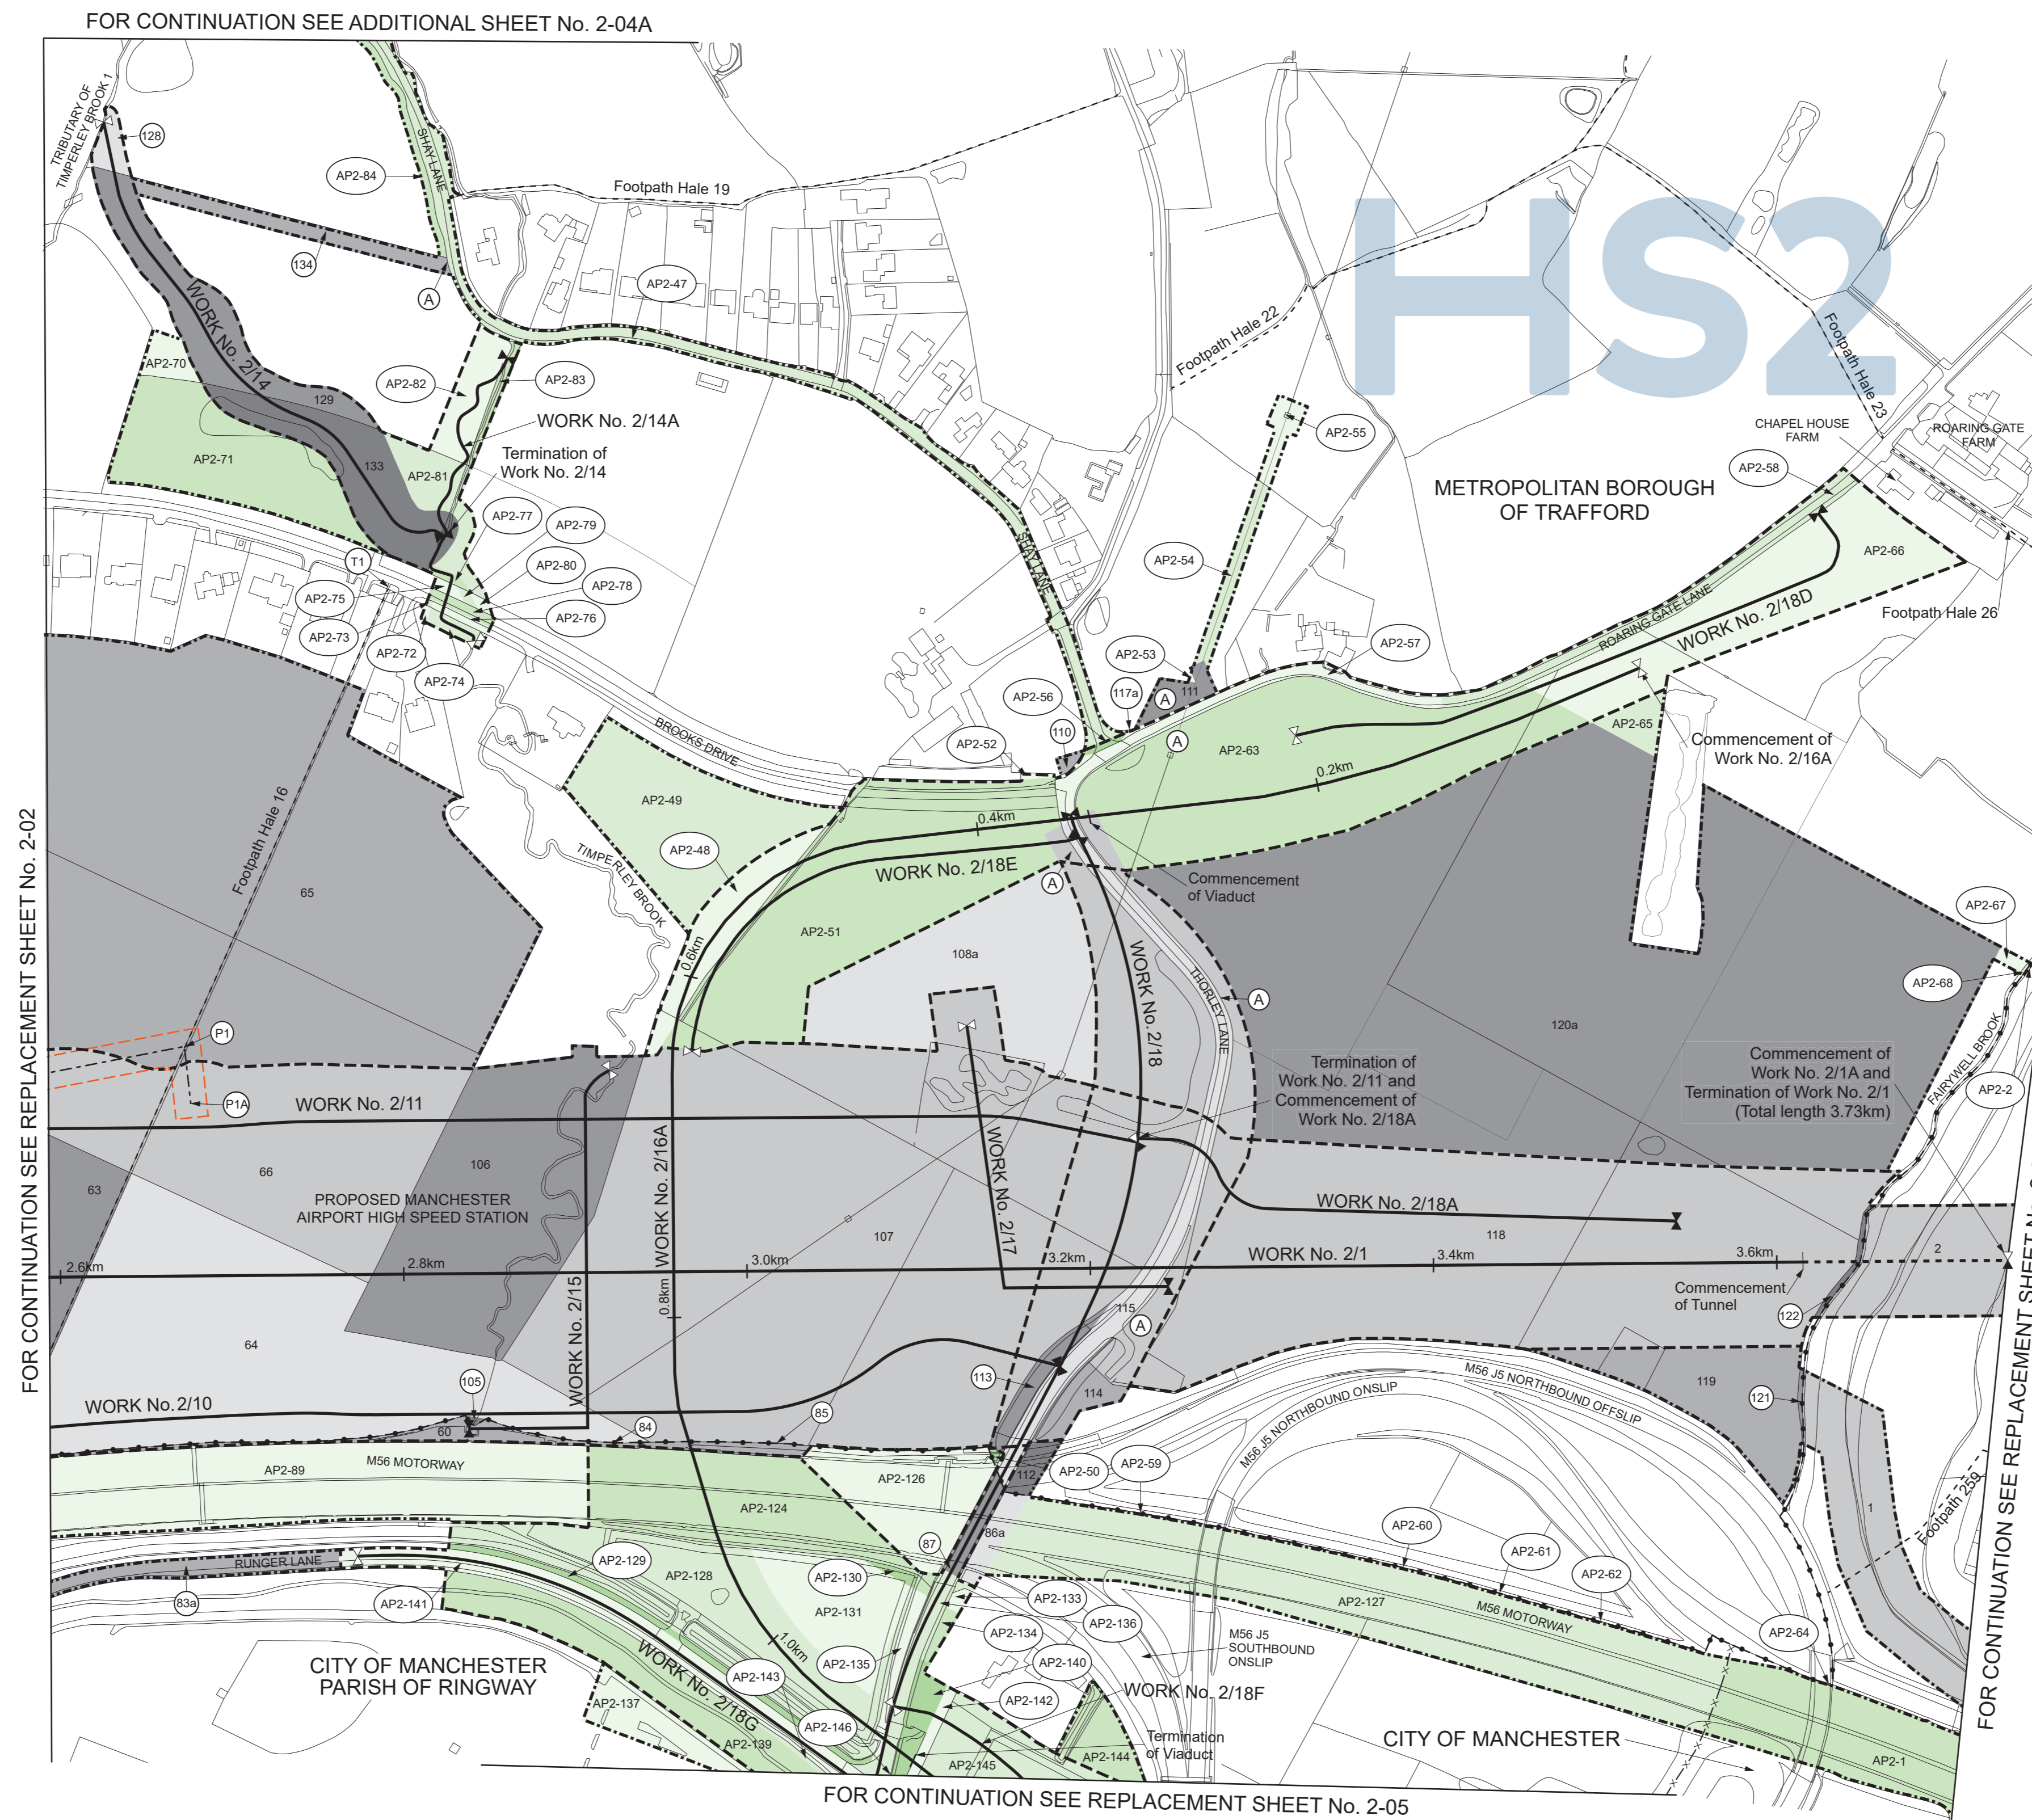 FOR CONTINUATION SEE ADDITIONAL SHEET No. 2-04A
TRIBUTARY OF
TIMPERLEY BROOK 1
128
AP2-84
SHAY LANE
Footpath Hale 19
134
A
AP2-47
HS2
WORK No. 2/14
Footpath Hale 22
Footpath Hale 23
AP2-70
129
AP2-82
AP2-83
WORK No. 2/14A
AP2-55
CHAPEL HOUSE
FARM
ROARING GATE
FARM
AP2-71
133
AP2-81
Termination of
Work No. 2/14
AP2-58
METROPOLITAN BOROUGH
OF TRAFFORD
AP2-77
AP2-79
AP2-66
T1
AP2-80
SHAY LANE
AP2-54
AP2-75
AP2-78
AP2-73
AP2-76
ROARING GATE LANE
WORK No. 2/18D
Footpath Hale 26
AP2-72
AP2-74
AP2-53
AP2-57
AP2-56
117a
A
111
BROOKS DRIVE
AP2-52
110
A
AP2-63
AP2-65
Commencement of
Work No. 2/16A
0.2km
AP2-49
Footpath Hale 16
0.4km
AP2-48
TIMPERLEY BROOK
WORK No. 2/18E
A
Commencement
of Viaduct
65
AP2-51
108a
AP2-67
0.6km
WORK No. 2/18
THORLEY LANE
A
AP2-68
120a
P1
FAIRYWELL BROOK
Termination of
Work No. 2/11 and
Commencement of
Work No. 2/18A
Commencement of
Work No. 2/1A and
Termination of Work No. 2/1
(Total length 3.73km)
AP2-2
P1A
WORK No. 2/11
FOR CONTINUATION SEE REPLACEMENT SHEET No. 2-02
63
66
106
PROPOSED MANCHESTER
AIRPORT HIGH SPEED STATION
WORK No. 2/16A
WORK No. 2/17
WORK No. 2/18A
107
118
2
2.6km
2.8km
3.0km
3.2km
WORK No. 2/1
3.4km
3.6km
0.8km
WORK No. 2/15
Commencement
of Tunnel
122
115
A
64
105
113
114
M56 J5 NORTHBOUND ONSLIP
M56 J5 NORTHBOUND OFFSLIP
119
121
WORK No. 2/10
60
84
85
AP2-89
M56 MOTORWAY
AP2-126
112
AP2-50
AP2-59
AP2-124
1
Footpath 259
86a
87
AP2-60
AP2-61
AP2-62
RUNGER LANE
AP2-129
AP2-128
AP2-130
83a
AP2-141
AP2-131
AP2-133
AP2-136
AP2-127
M56 MOTORWAY
AP2-134
M56 J5
SOUTHBOUND
ONSLIP
AP2-64
CITY OF MANCHESTER
PARISH OF RINGWAY
WORK No. 2/18G
1.0km
AP2-135
AP2-140
AP2-143
AP2-142
WORK No. 2/18F
AP2-137
AP2-146
Termination
of Viaduct
CITY OF MANCHESTER
AP2-139
AP2-145
AP2-144
AP2-1
FOR CONTINUATION SEE REPLACEMENT SHEET No. 2-05
FOR CONTINUATION SEE REPLACEMENT SHEET